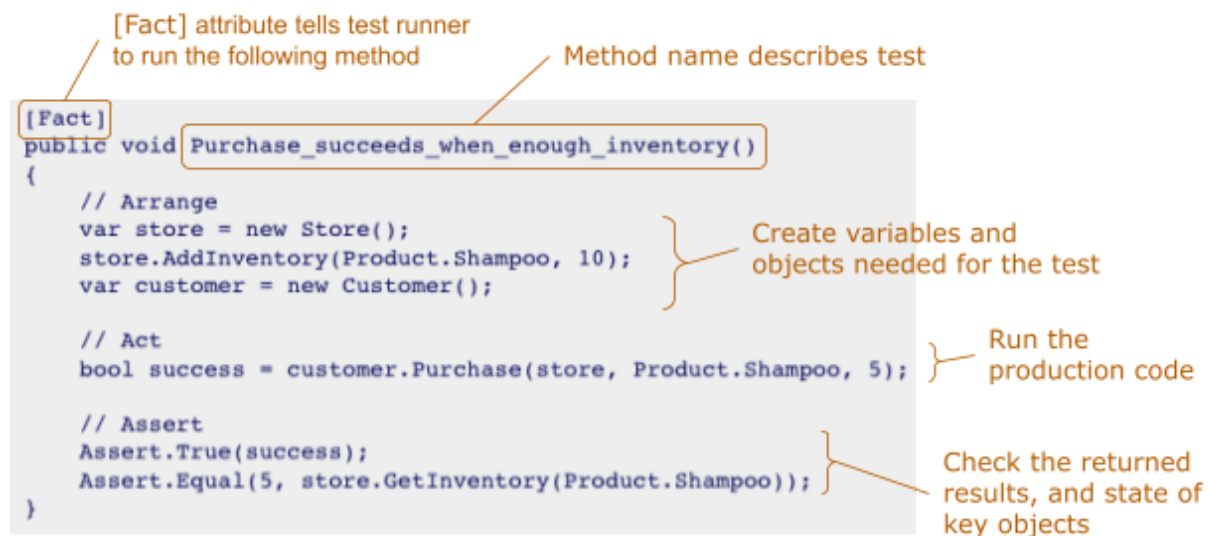 [Fact] attribute tells test runner
to run the following method
Method name describes test
[Fact]
public void Purchase_succeeds_when_enough_inventory()
{
    // Arrange
    var store = new Store();
    store.AddInventory(Product.Shampoo, 10);
    var customer = new Customer();
Create variables and
objects needed for the test
    // Act
    bool success = customer.Purchase(store, Product.Shampoo, 5);
Run the
production code
    // Assert
    Assert.True(success);
    Assert.Equal(5, store.GetInventory(Product.Shampoo));
}
Check the returned
results, and state of
key objects